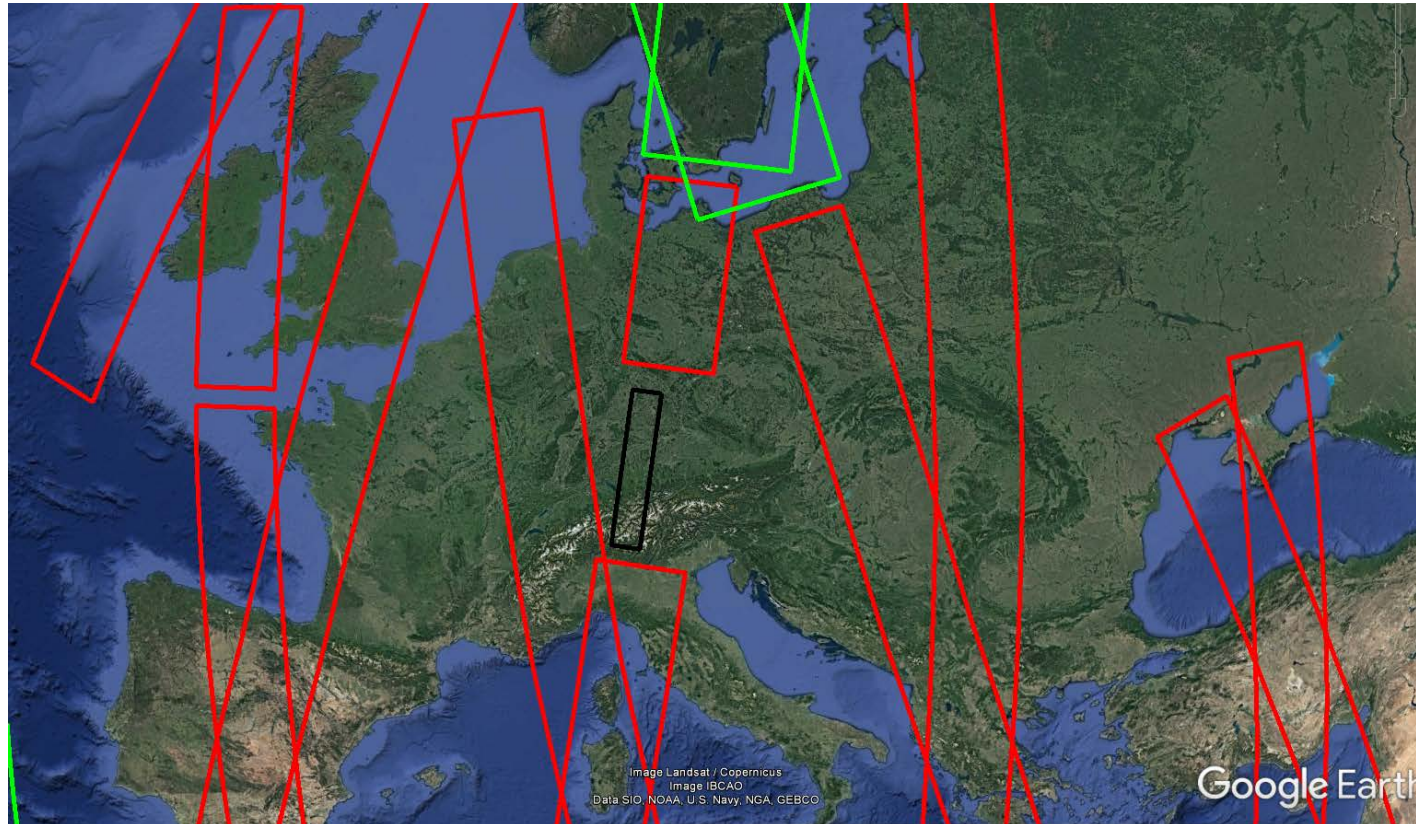 Image Landsat / Copernicus
Image IBCAO
Data SIO, NOAA, U.S. Navy, NGA, GEBCO
Google Earth